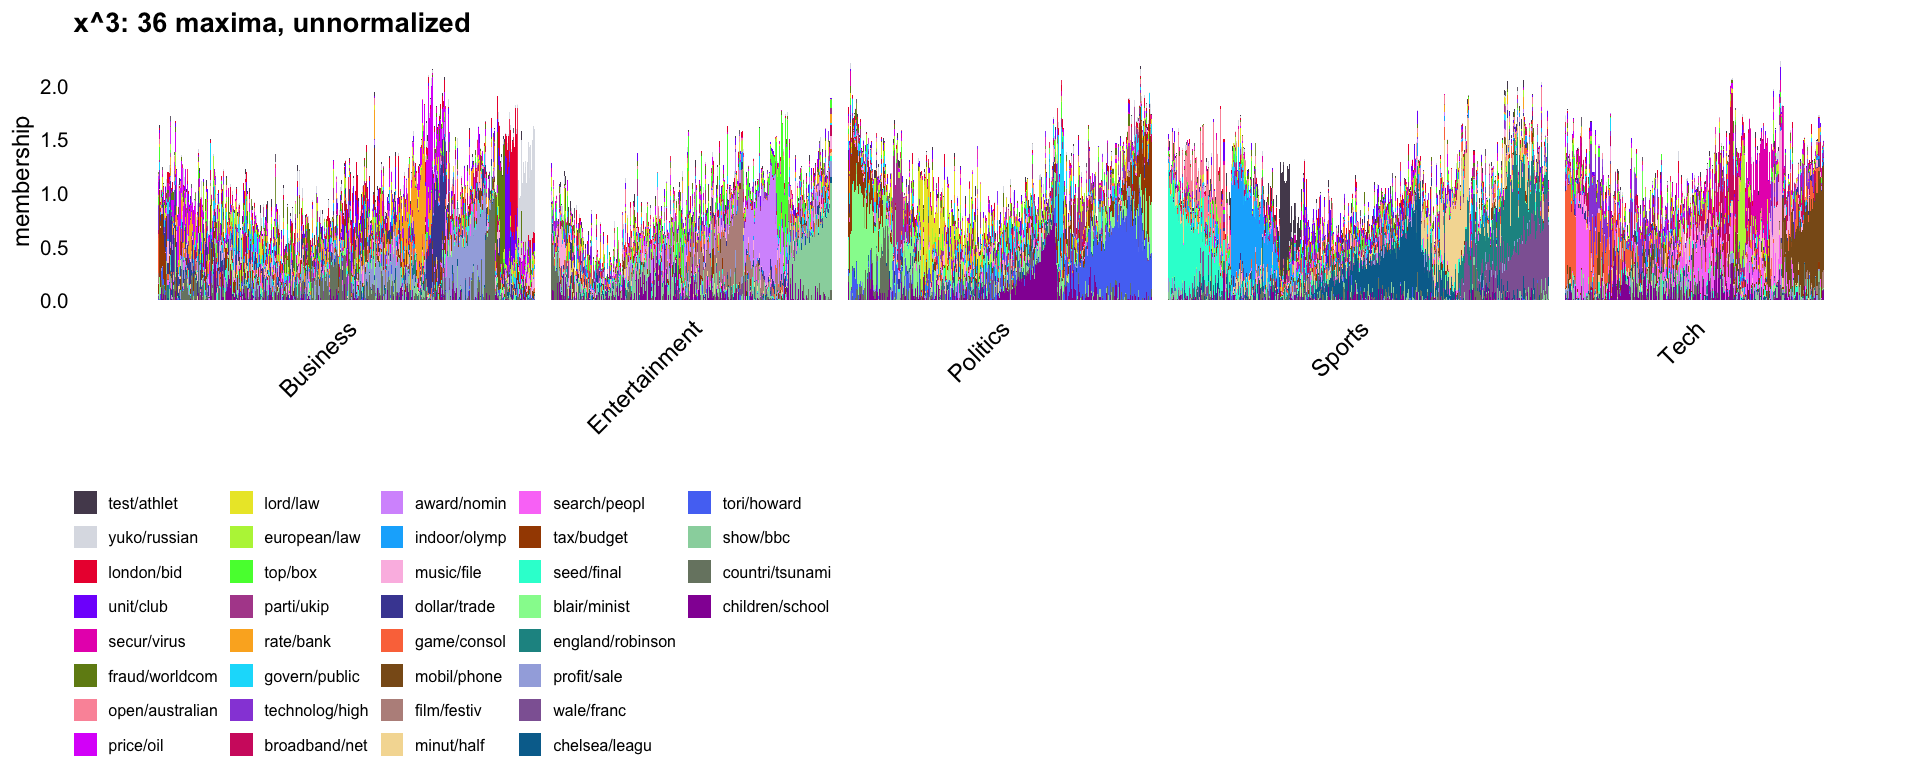 x^3: 36 maxima, unnormalized
membership
2.0
1.5
1.0
0.5
0.0
Business
Entertainment
Politics
Sports
Tech
test/athlet
yuko/russian
london/bid
unit/club
secur/virus
fraud/worldcom
open/australian
price/oil
lord/law
european/law
top/box
parti/ukip
rate/bank
govern/public
technolog/high
broadband/net
award/nomin
indoor/olymp
music/file
dollar/trade
game/consol
mobil/phone
film/festiv
minut/half
search/peopl
tax/budget
seed/final
blair/minist
england/robinson
profit/sale
wale/franc
chelsea/leagu
tori/howard
show/bbc
countri/tsunami
children/school